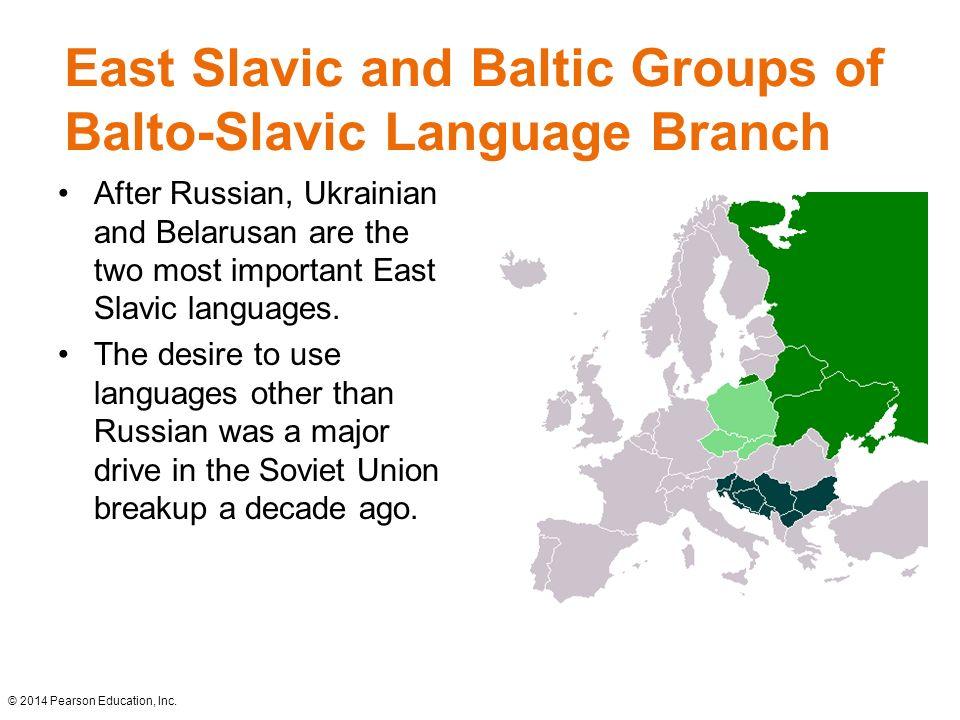 East Slavic and Baltic Groups of
Balto-Slavic Language Branch
• After Russian, Ukrainian
and Belarusan are the
two most important East
Slavic languages.
• The desire to use
languages other than
Russian was a major
drive in the Soviet Union
breakup a decade ago.
© 2014 Pearson Education, Inc.